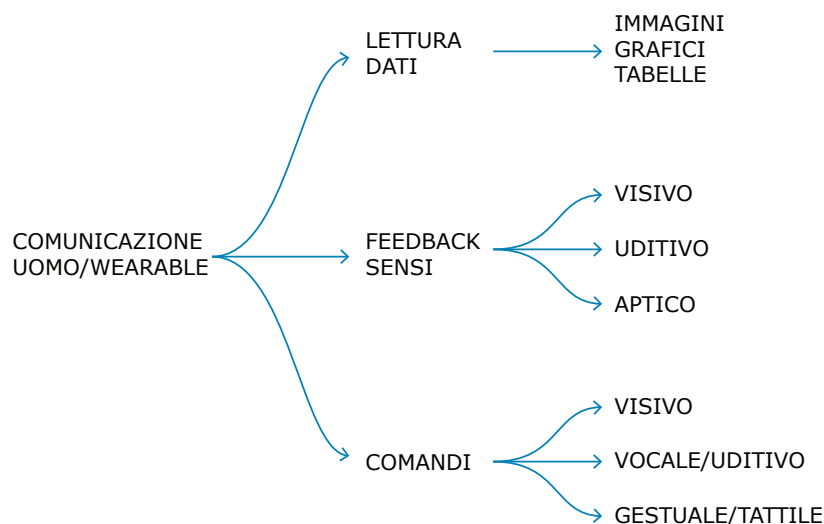 COMUNICAZIONE
UOMO/WEARABLE
LETTURA
DATI
IMMAGINI
GRAFICI
TABELLE
FEEDBACK
SENSI
VISIVO
UDITIVO
APTICO
COMANDI
VISIVO
VOCALE/UDITIVO
GESTUALE/TATTILE